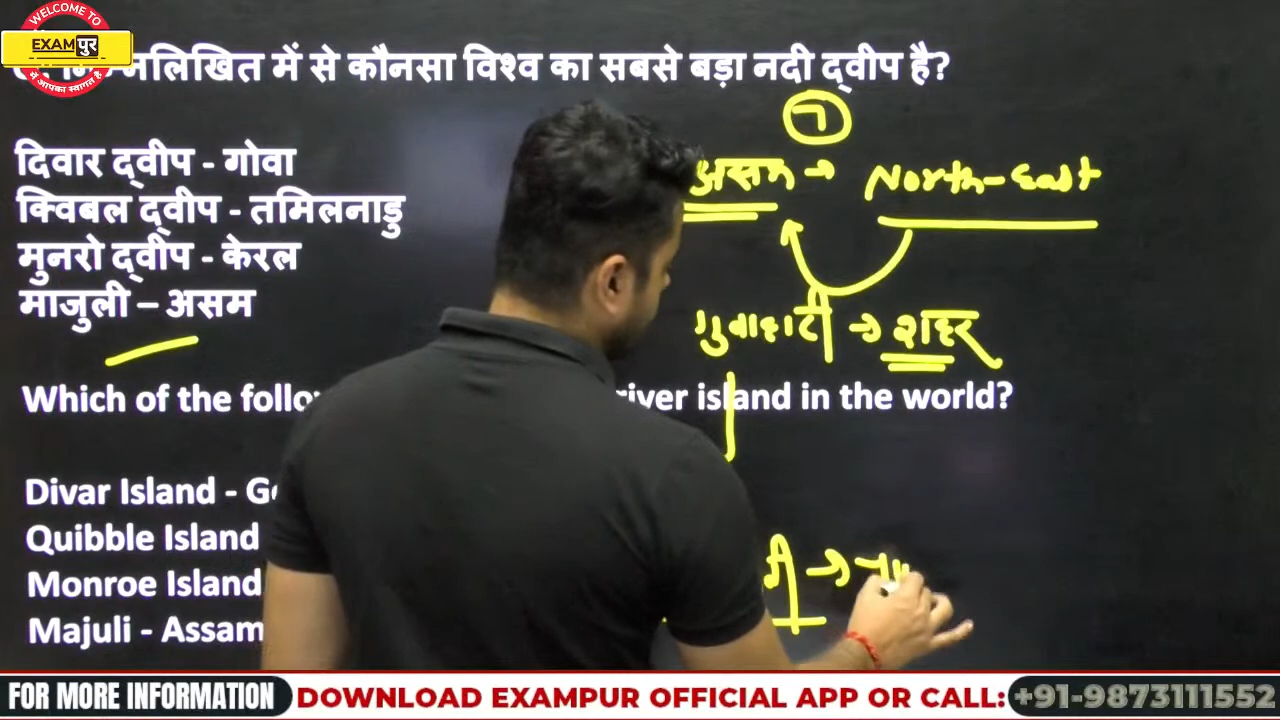 WELCOME TO
EXAMपुर
में आपका स्वागत है
लिखित में से कौनसा विश्व का सबसे बड़ा नदी द्वीप है?
7
दिवार द्वीप - गोवा
क्विबल द्वीप - तमिलनाडु
मुनरो द्वीप - केरल
माजुली – असम
असम → North-East
गुवाहाटी → शहर
Which of the river island in the world?
Divar Island -
Quibble Island
Monroe Island
Majuli - Assam
FOR MORE INFORMATION DOWNLOAD EXAMPUR OFFICIAL APP OR CALL: +91-9873111552